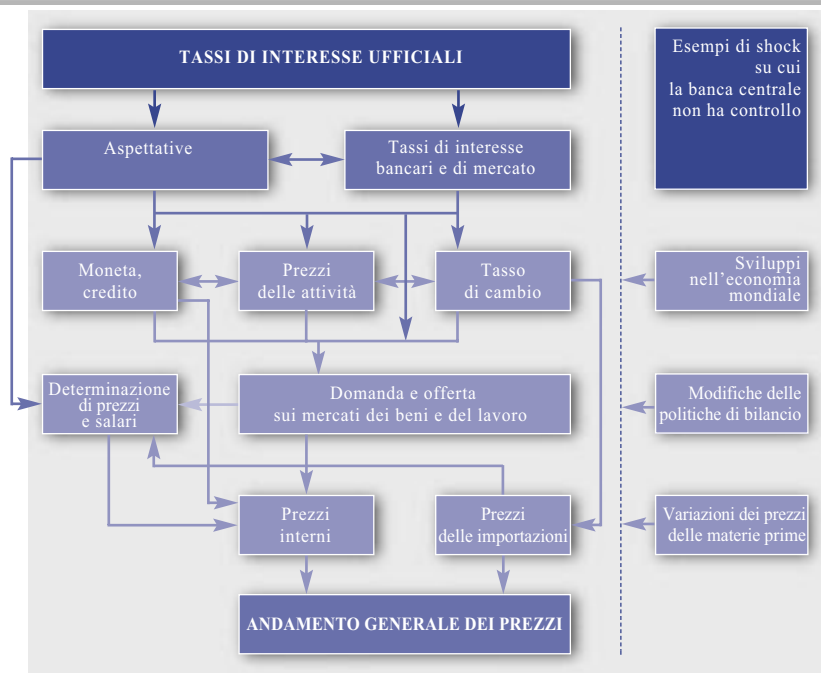 TASSI DI INTERESSE UFFICIALI
Esempi di shock
su cui
la banca centrale
non ha controllo
Aspettative
Tassi di interesse
bancari e di mercato
Moneta,
credito
Prezzi
delle attività
Tasso
di cambio
Sviluppi
nell'economia
mondiale
Determinazione
di prezzi
e salari
Domanda e offerta
sui mercati dei beni e del lavoro
Modifiche delle
politiche di bilancio
Prezzi
interni
Prezzi
delle importazioni
Variazioni dei prezzi
delle materie prime
ANDAMENTO GENERALE DEI PREZZI